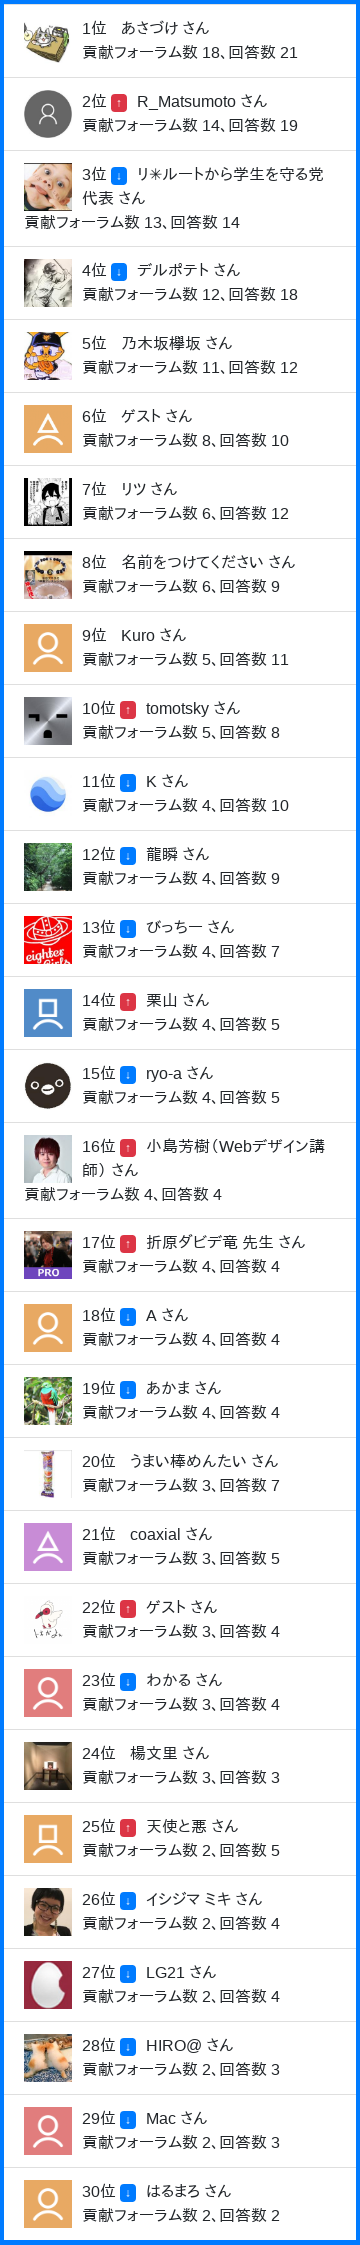 1位 あさづけ さん
貢献フォーラム数 18、回答数 21
2位 ↑ R_Matsumoto さん
貢献フォーラム数 14、回答数 19
3位 ↓ リ✳ルートから学生を守る党
代表 さん
貢献フォーラム数 13、回答数 14
4位 ↓ デルポテト さん
貢献フォーラム数 12、回答数 18
5位 乃木坂欅坂 さん
貢献フォーラム数 11、回答数 12
6位 ゲスト さん
貢献フォーラム数 8、回答数 10
7位 リツ さん
貢献フォーラム数 6、回答数 12
8位 名前をつけてください さん
貢献フォーラム数 6、回答数 9
9位 Kuro さん
貢献フォーラム数 5、回答数 11
10位 ↑ tomotsky さん
貢献フォーラム数 5、回答数 8
11位 ↓ K さん
貢献フォーラム数 4、回答数 10
12位 ↓ 龍瞬 さん
貢献フォーラム数 4、回答数 9
13位 ↓ びっちー さん
貢献フォーラム数 4、回答数 7
eighter
Girls
14位 ↑ 栗山 さん
貢献フォーラム数 4、回答数 5
15位 ↓ ryo-a さん
貢献フォーラム数 4、回答数 5
16位 ↑ 小島芳樹（Webデザイン講
師） さん
貢献フォーラム数 4、回答数 4
17位 ↑ 折原ダビデ竜 先生 さん
貢献フォーラム数 4、回答数 4
PRO
18位 ↓ A さん
貢献フォーラム数 4、回答数 4
19位 ↓ あかま さん
貢献フォーラム数 4、回答数 4
20位 うまい棒めんたい さん
貢献フォーラム数 3、回答数 7
21位 coaxial さん
貢献フォーラム数 3、回答数 5
22位 ↑ ゲスト さん
貢献フォーラム数 3、回答数 4
23位 ↓ わかる さん
貢献フォーラム数 3、回答数 4
24位 楊文里 さん
貢献フォーラム数 3、回答数 3
25位 ↑ 天使と悪 さん
貢献フォーラム数 2、回答数 5
26位 ↓ イシジマ ミキ さん
貢献フォーラム数 2、回答数 4
27位 ↓ LG21 さん
貢献フォーラム数 2、回答数 4
28位 ↓ HIRO@ さん
貢献フォーラム数 2、回答数 3
29位 ↓ Mac さん
貢献フォーラム数 2、回答数 3
30位 ↓ はるまろ さん
貢献フォーラム数 2、回答数 2